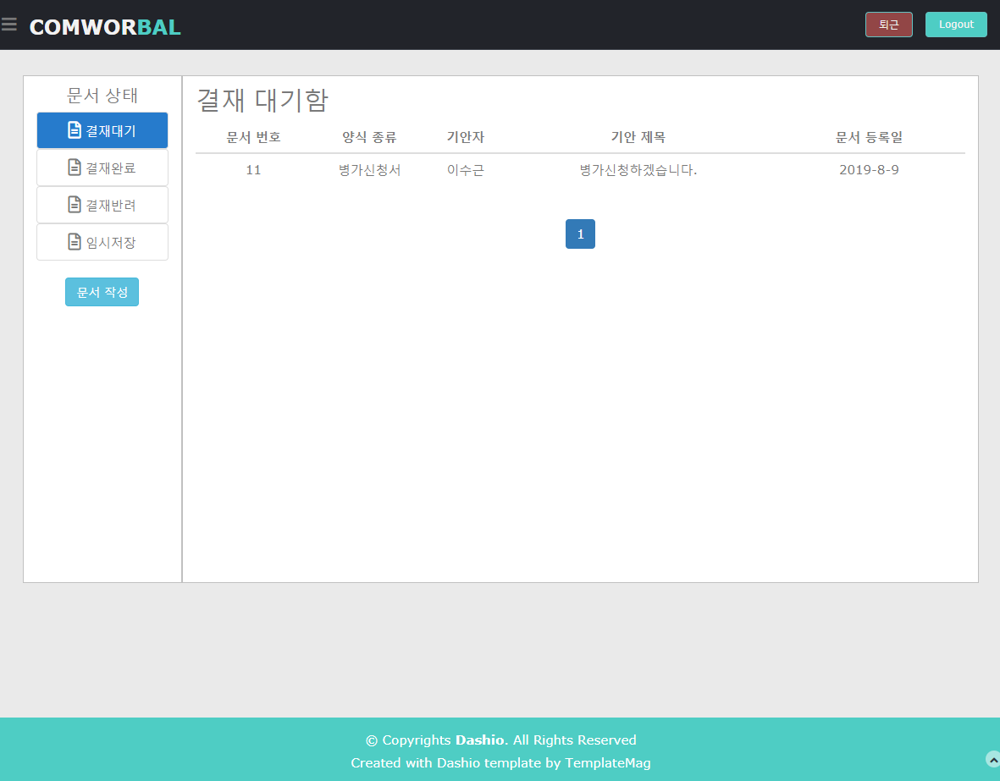 COMWORBAL
퇴근
Logout
문서 상태
결재대기
결재완료
결재반려
임시저장
문서 작성
결재 대기함
문서 번호 양식 종류 기안자 기안 제목 문서 등록일
11 병가신청서 이수근 병가신청하겠습니다. 2019-8-9
1
© Copyrights Dashio. All Rights Reserved
Created with Dashio template by TemplateMag